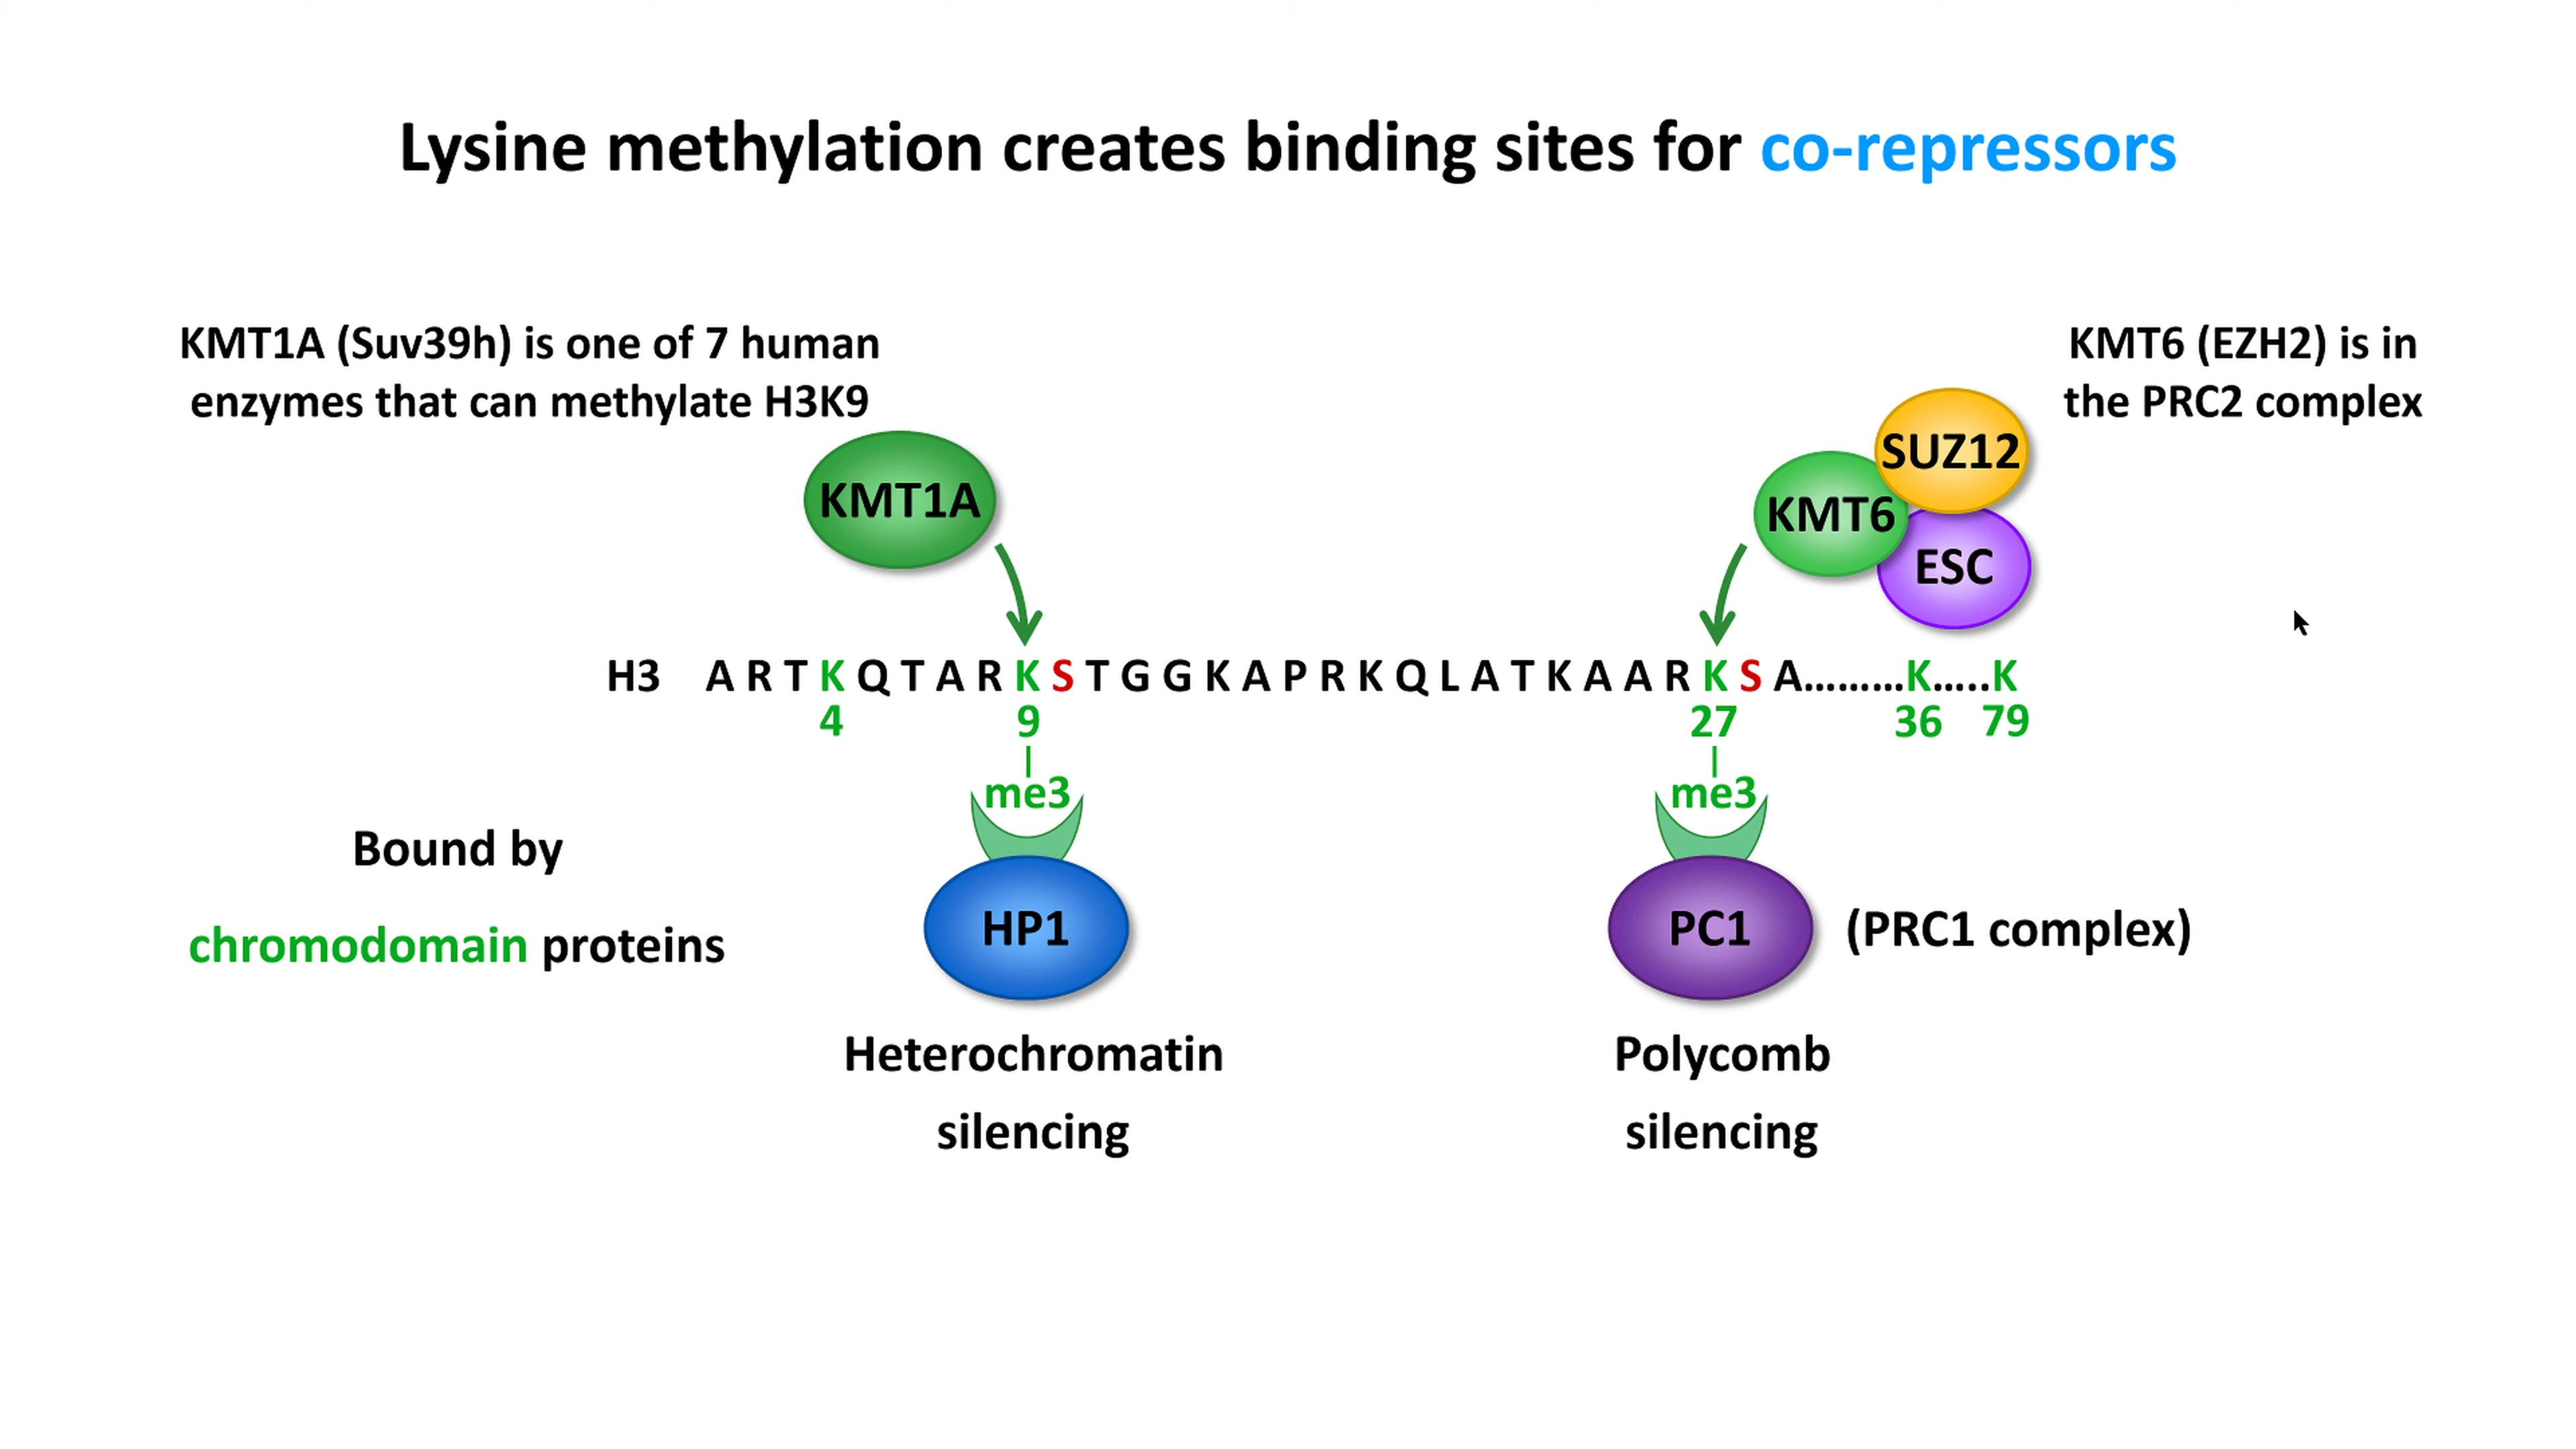 Lysine methylation creates binding sites for co-repressors
KMT1A (Suv39h) is one of 7 human
enzymes that can methylate H3K9
KMT6 (EZH2) is in
the PRC2 complex
KMT1A
SUZ12
KMT6
ESC
H3 A R T K Q T A R K S T G G K A P R K Q L A T K A A R K S A.........K.....K
4 9 27 36 79
me3 me3
Bound by
chromodomain proteins
HP1
PC1 (PRC1 complex)
Heterochromatin
silencing
Polycomb
silencing